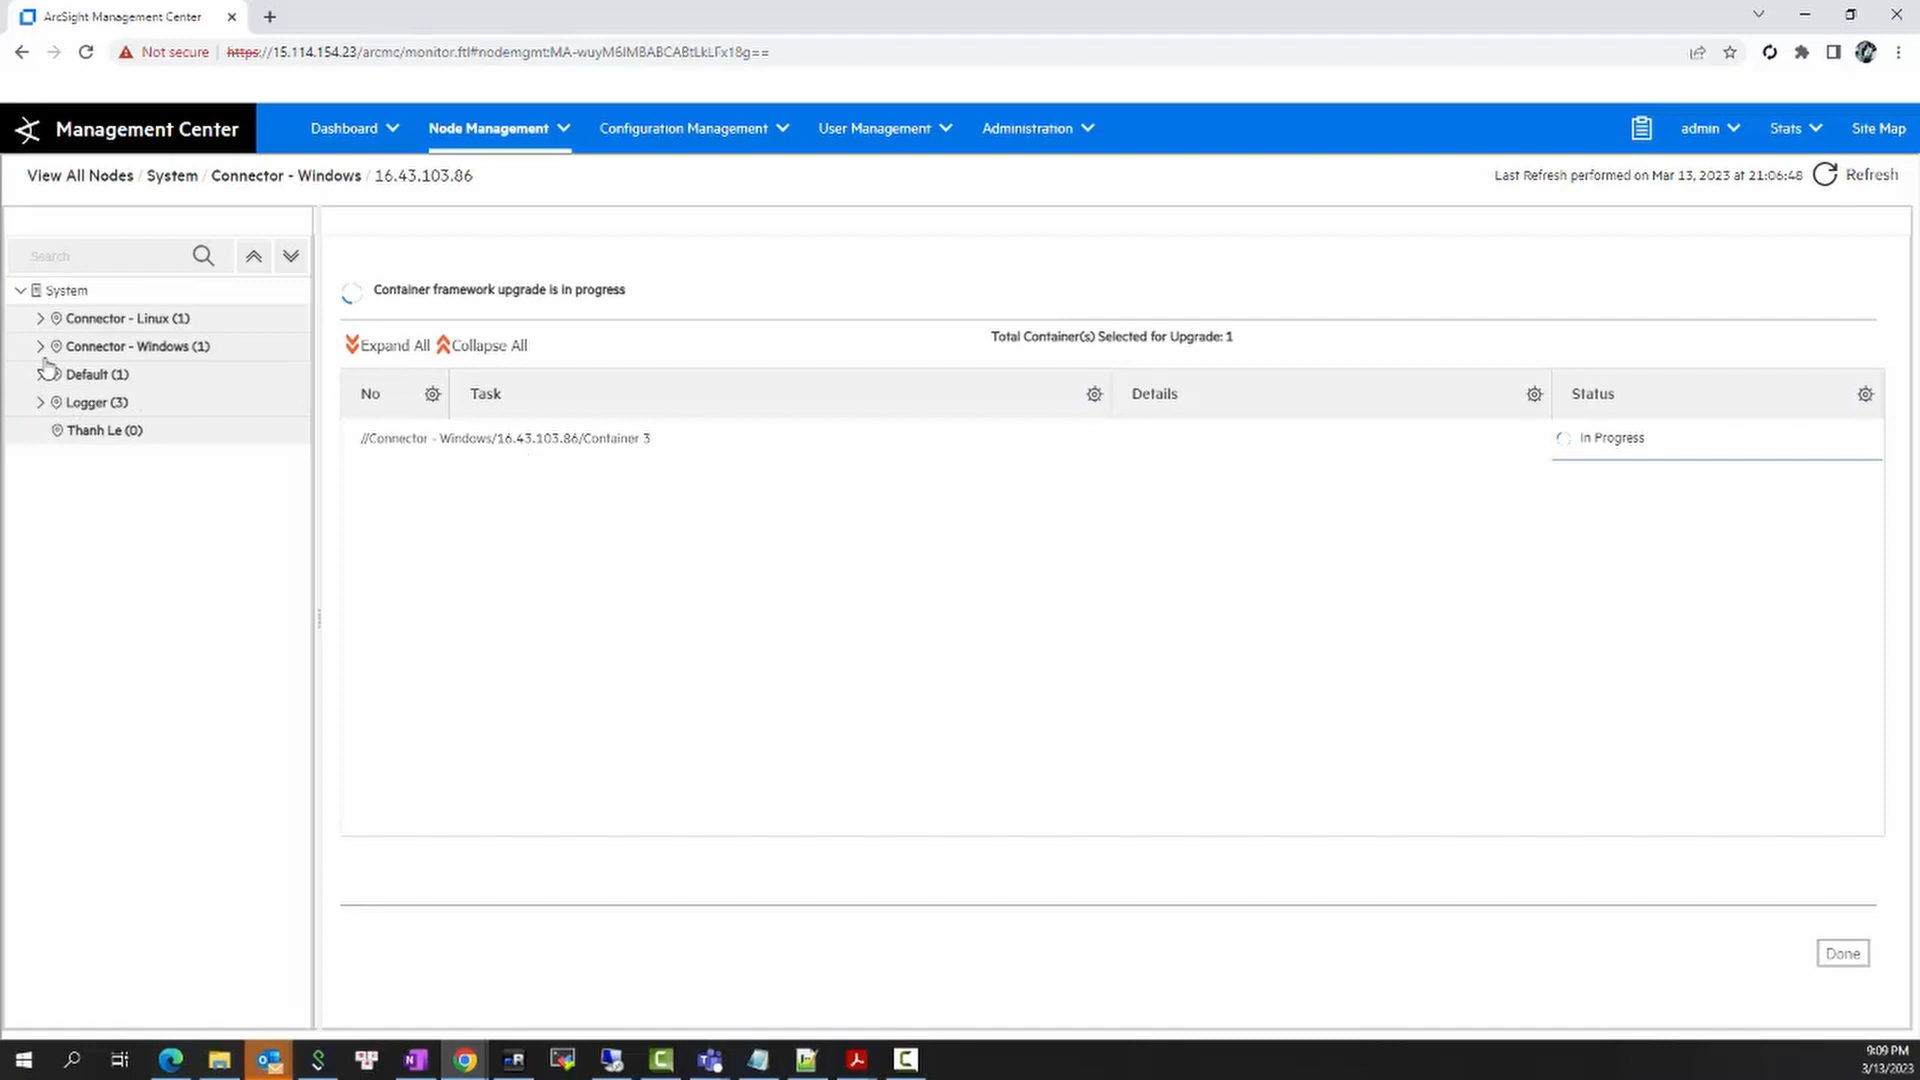 ArcSight Management Center
Not secure | https://15.114.154.23/arcmc/monitor.ftl#nodemgmt:MA-wuyM6IMBABCABtLkLFx18g==
Management Center
Dashboard
Node Management
Configuration Management
User Management
Administration
admin
Stats
Site Map
View All Nodes / System / Connector - Windows / 16.43.103.86
Last Refresh performed on Mar 13, 2023 at 21:06:48
Refresh
Search
System
Connector - Linux (1)
Connector - Windows (1)
Default (1)
Logger (3)
Thanh Le (0)
Container framework upgrade is in progress
Expand All Collapse All
Total Container(s) Selected for Upgrade: 1
No Task Details Status
//Connector - Windows/16.43.103.86/Container 3 In Progress
Done
9:09 PM
3/13/2023